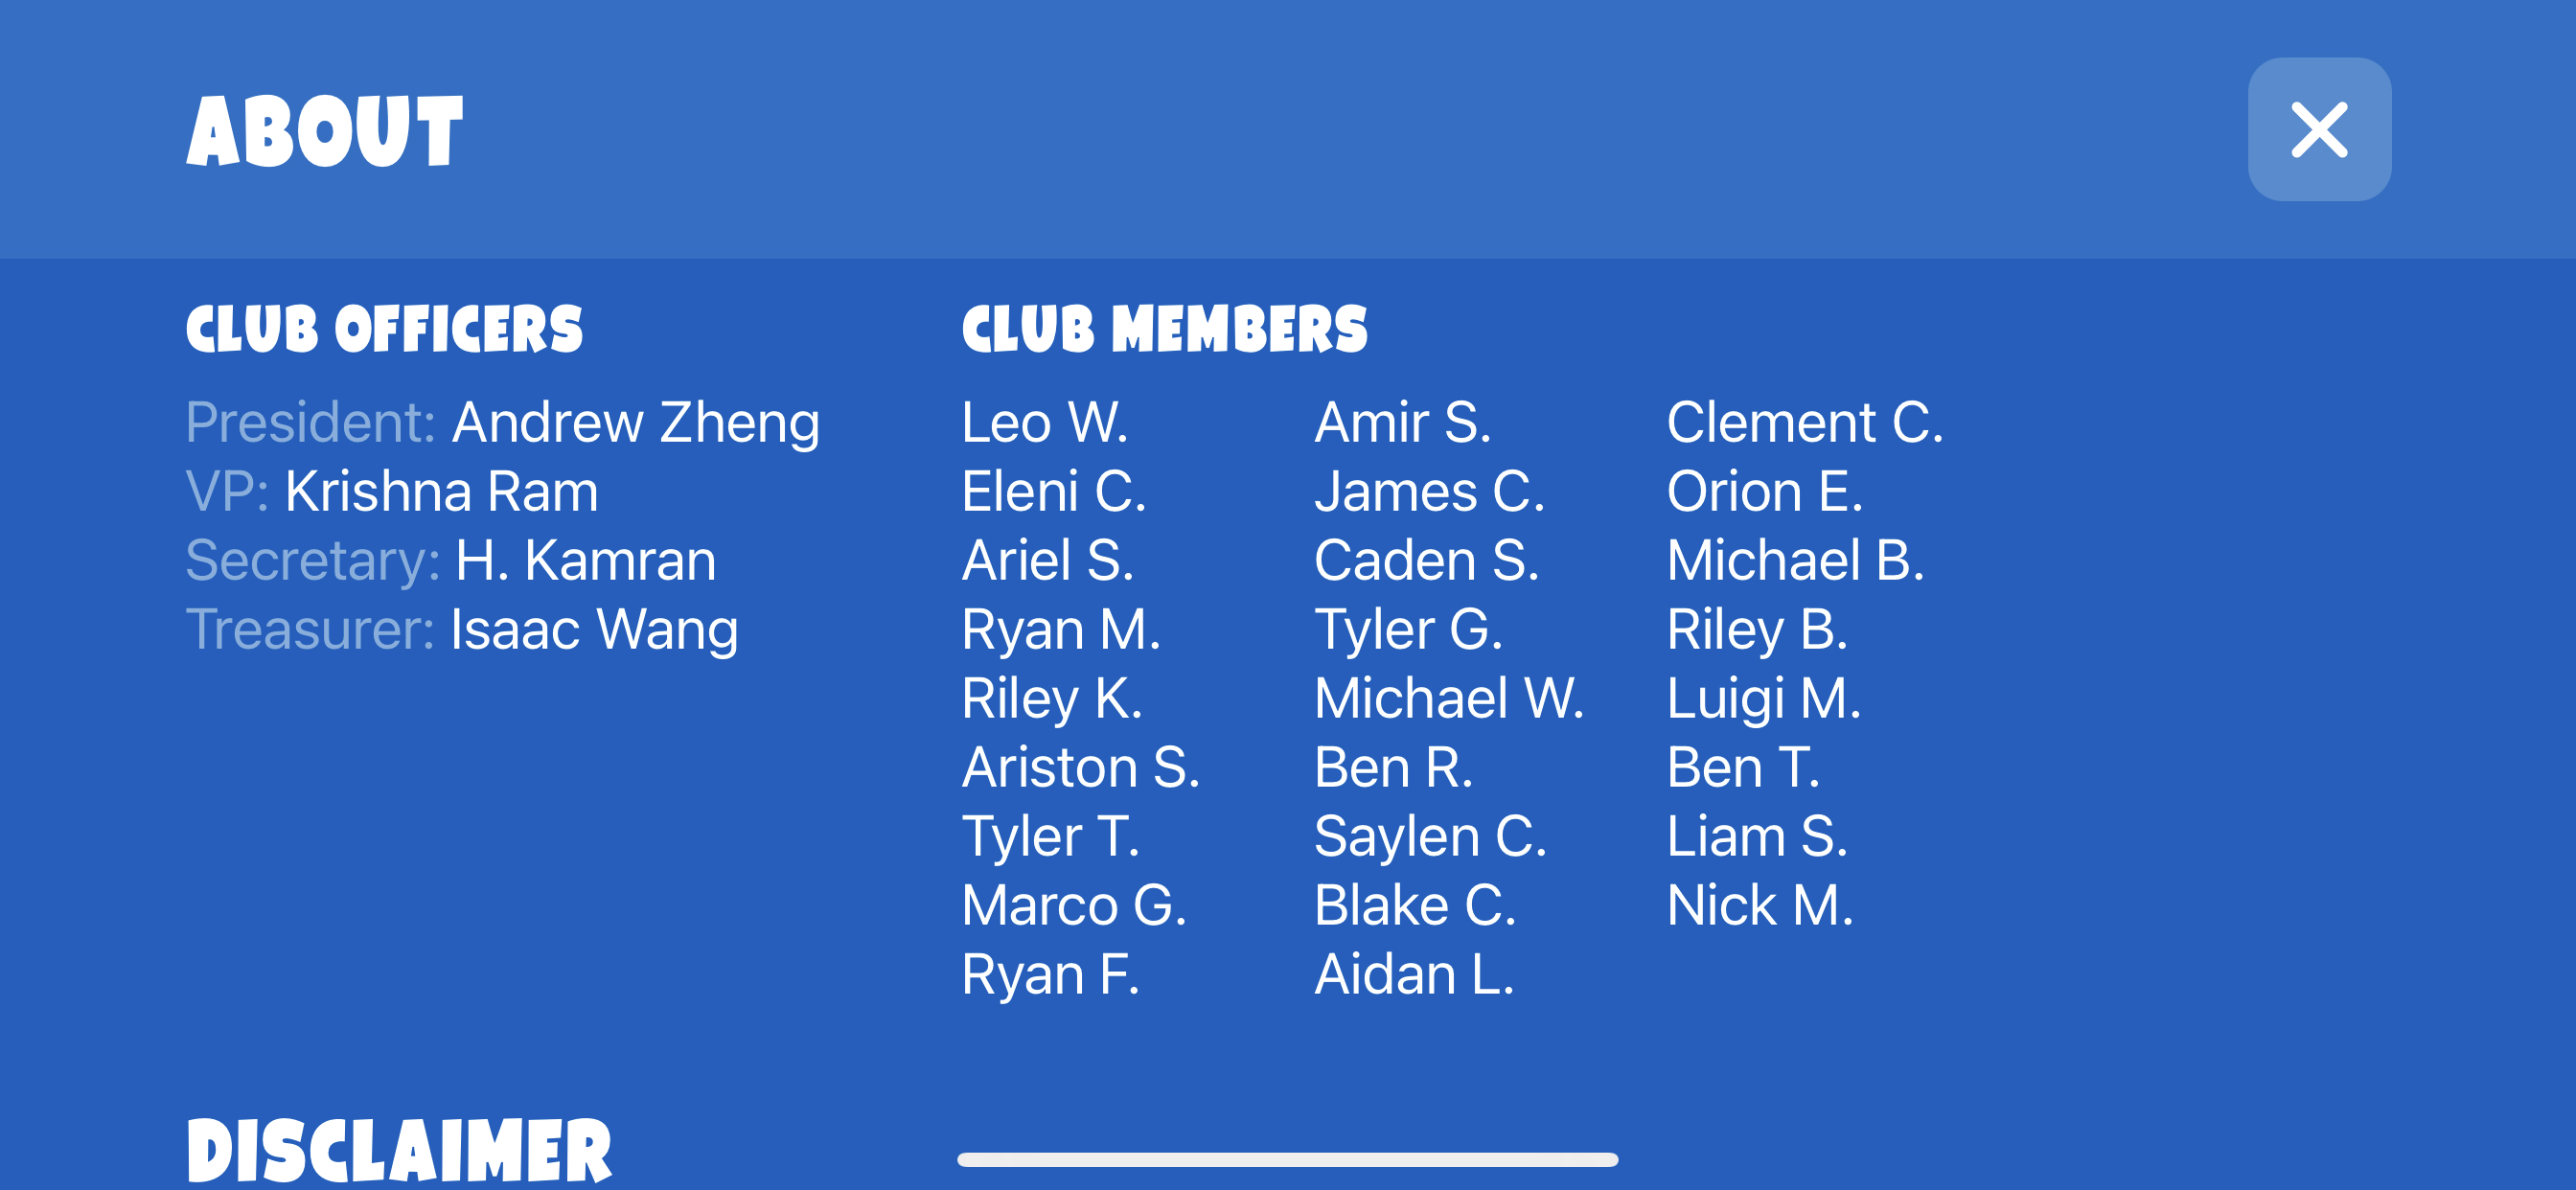 ABOUT
CLUB OFFICERS
President: Andrew Zheng
VP: Krishna Ram
Secretary: H. Kamran
Treasurer: Isaac Wang
CLUB MEMBERS
Leo W.
Eleni C.
Ariel S.
Ryan M.
Riley K.
Ariston S.
Tyler T.
Marco G.
Ryan F.
Amir S.
James C.
Caden S.
Tyler G.
Michael W.
Ben R.
Saylen C.
Blake C.
Aidan L.
Clement C.
Orion E.
Michael B.
Riley B.
Luigi M.
Ben T.
Liam S.
Nick M.
DISCLAIMER